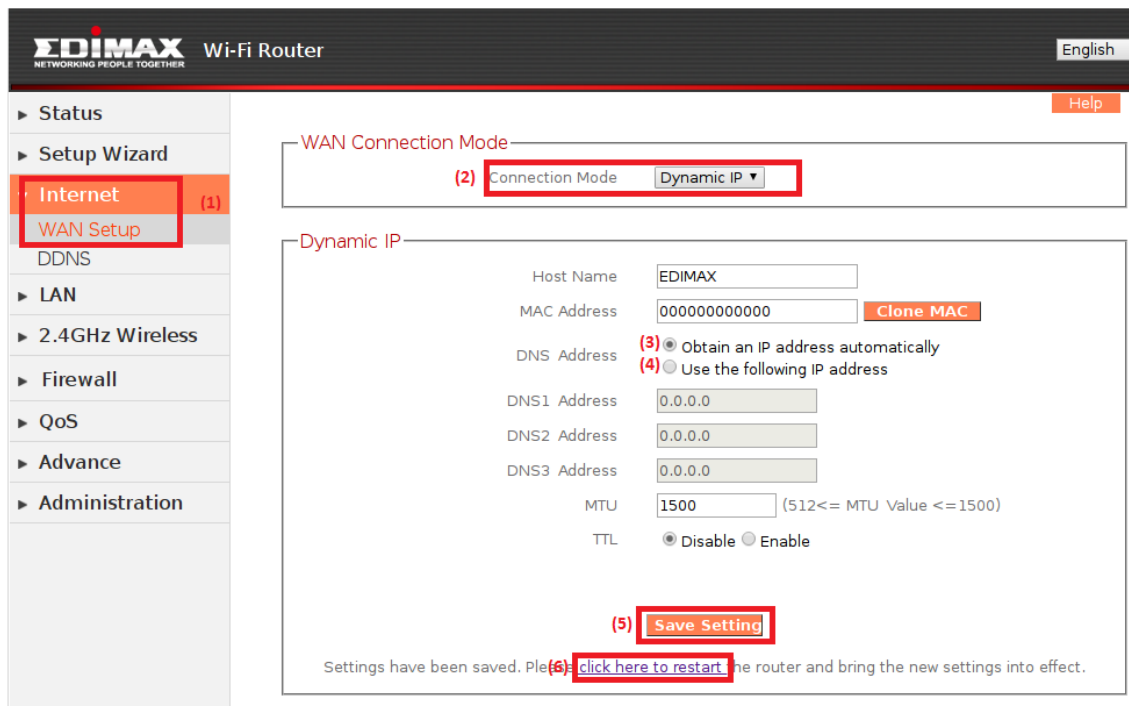 EDIMAX Wi-Fi Router English
NETWORKING PEOPLE TOGETHER
Help
Status
Setup Wizard
Internet (1)
WAN Setup
DDNS
LAN
2.4GHz Wireless
Firewall
QoS
Advance
Administration
WAN Connection Mode
(2) Connection Mode Dynamic IP
Dynamic IP
Host Name EDIMAX
MAC Address 000000000000 Clone MAC
DNS Address (3) Obtain an IP address automatically
(4) Use the following IP address
DNS1 Address 0.0.0.0
DNS2 Address 0.0.0.0
DNS3 Address 0.0.0.0
MTU 1500 (512<= MTU Value <=1500)
TTL Disable Enable
(5) Save Setting
Settings have been saved. Please (6) click here to restart the router and bring the new settings into effect.